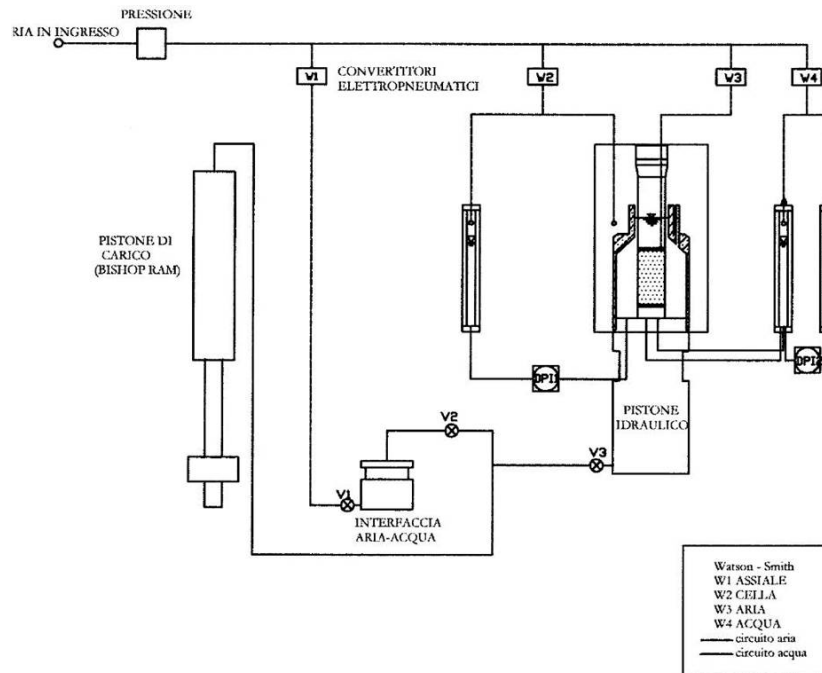 PRESSIONE
RIA IN INGRESSO
W1
CONVERTITORI
ELETTROPNEUMATICI
W2
W3
W4
PISTONE DI
CARICO
(BISHOP RAM)
DPI1
DPI2
PISTONE
IDRAULICO
V2
V3
V1
INTERFACCIA
ARIA-ACQUA
Watson - Smith
W1 ASSIALE
W2 CELLA
W3 ARIA
W4 ACQUA
circuito aria
circuito acqua